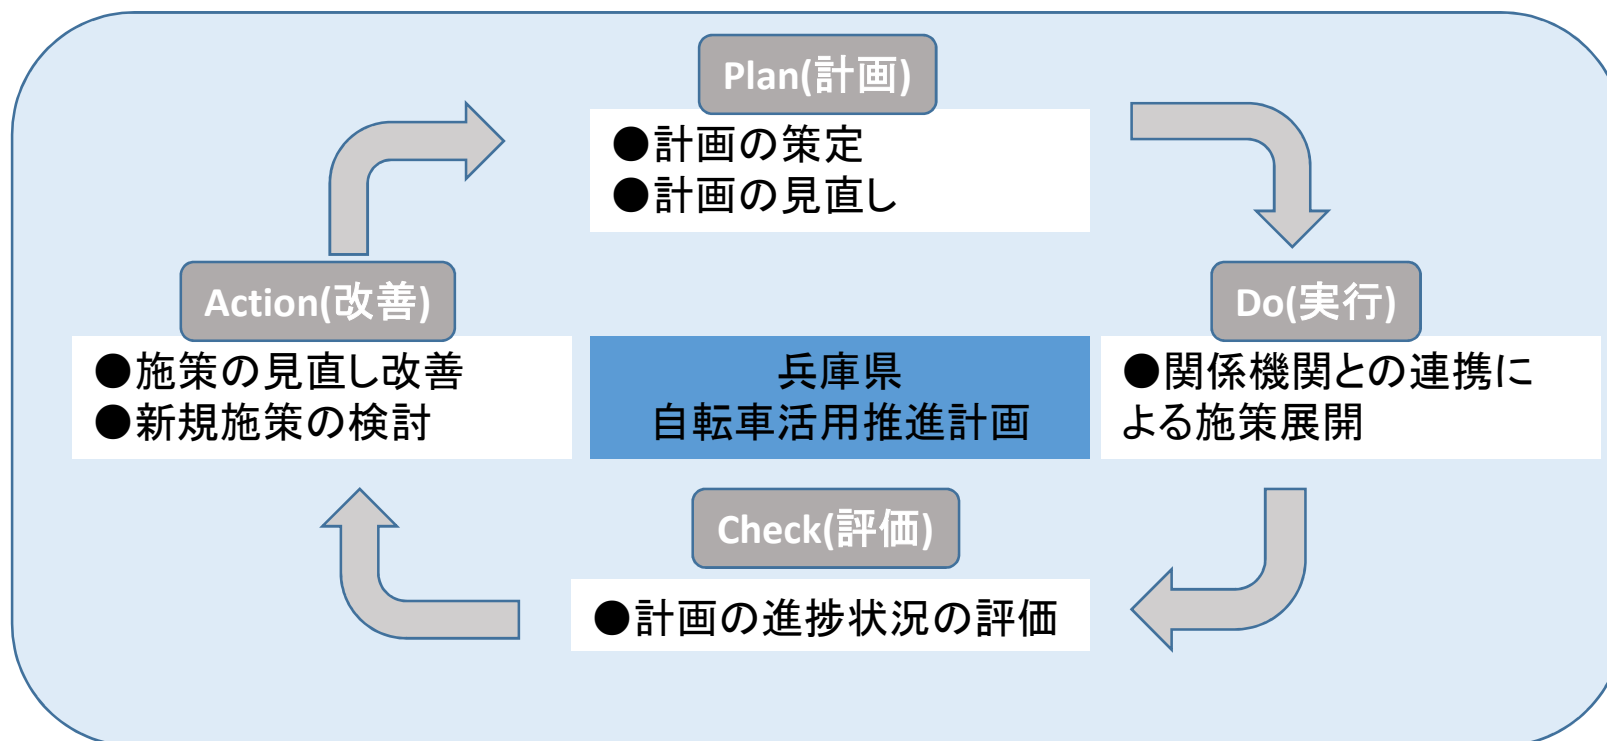 Plan(計画)
●計画の策定
●計画の見直し
Action(改善)
●施策の見直し改善
●新規施策の検討
兵庫県
自転車活用推進計画
Do(実行)
●関係機関との連携に
よる施策展開
Check(評価)
●計画の進捗状況の評価